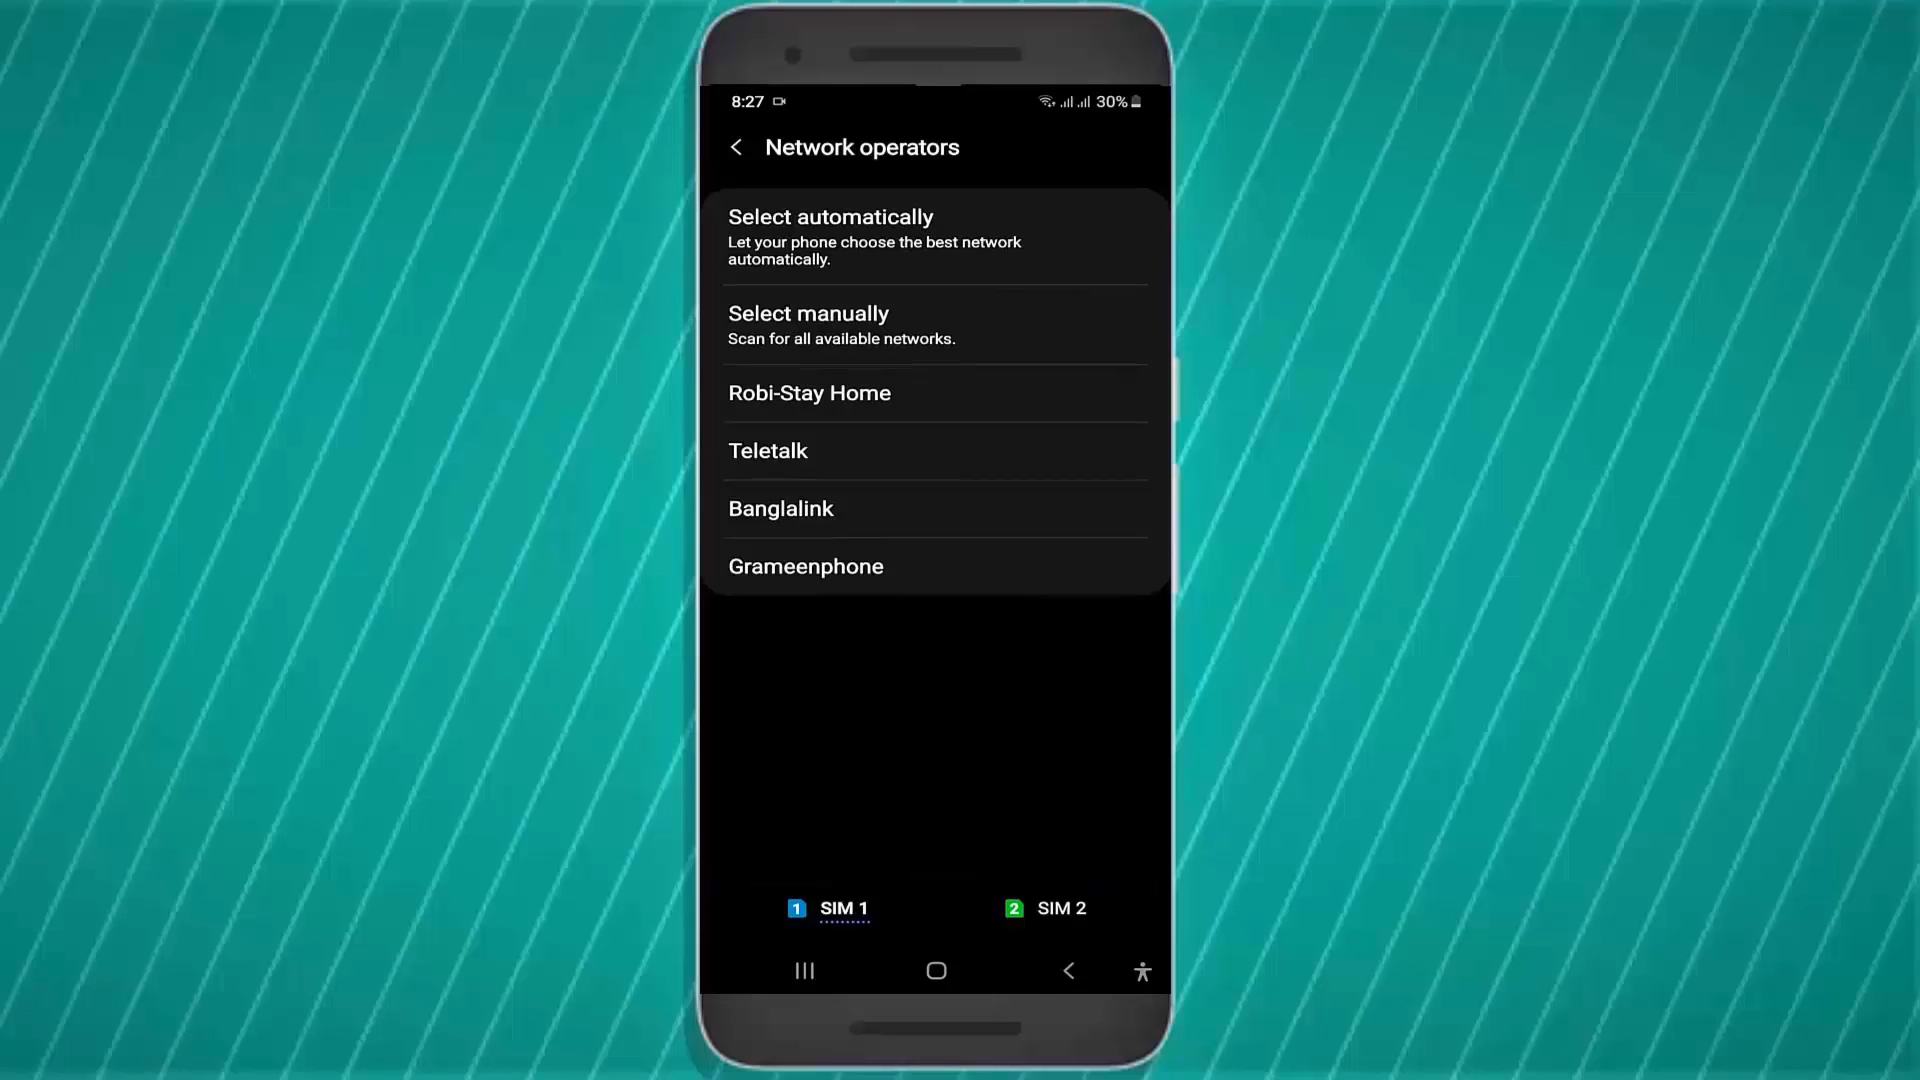 8:27 30%
Network operators
Select automatically
Let your phone choose the best network
automatically.
Select manually
Scan for all available networks.
Robi-Stay Home
Teletalk
Banglalink
Grameenphone
1 SIM 1 2 SIM 2